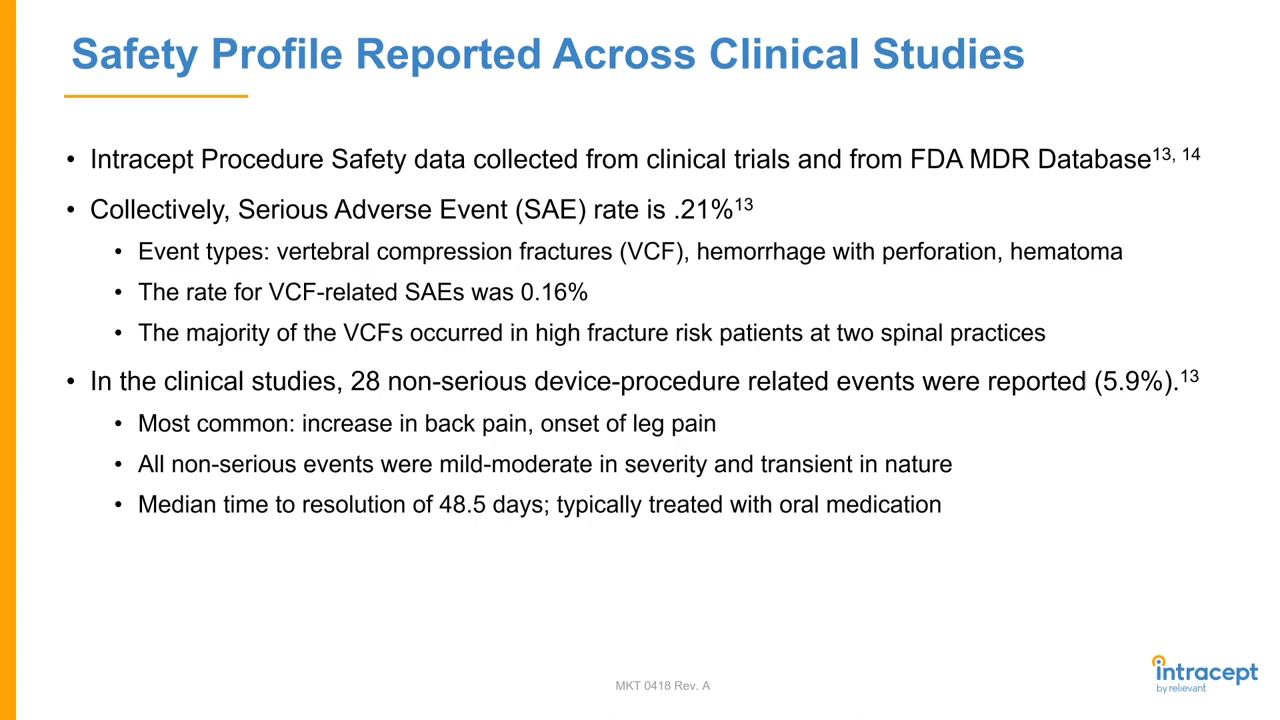 Safety Profile Reported Across Clinical Studies
• Intracept Procedure Safety data collected from clinical trials and from FDA MDR Database13, 14
• Collectively, Serious Adverse Event (SAE) rate is .21%13
• Event types: vertebral compression fractures (VCF), hemorrhage with perforation, hematoma
• The rate for VCF-related SAEs was 0.16%
• The majority of the VCFs occurred in high fracture risk patients at two spinal practices
• In the clinical studies, 28 non-serious device-procedure related events were reported (5.9%).13
• Most common: increase in back pain, onset of leg pain
• All non-serious events were mild-moderate in severity and transient in nature
• Median time to resolution of 48.5 days; typically treated with oral medication
MKT 0418 Rev. A
intracept
by relievant